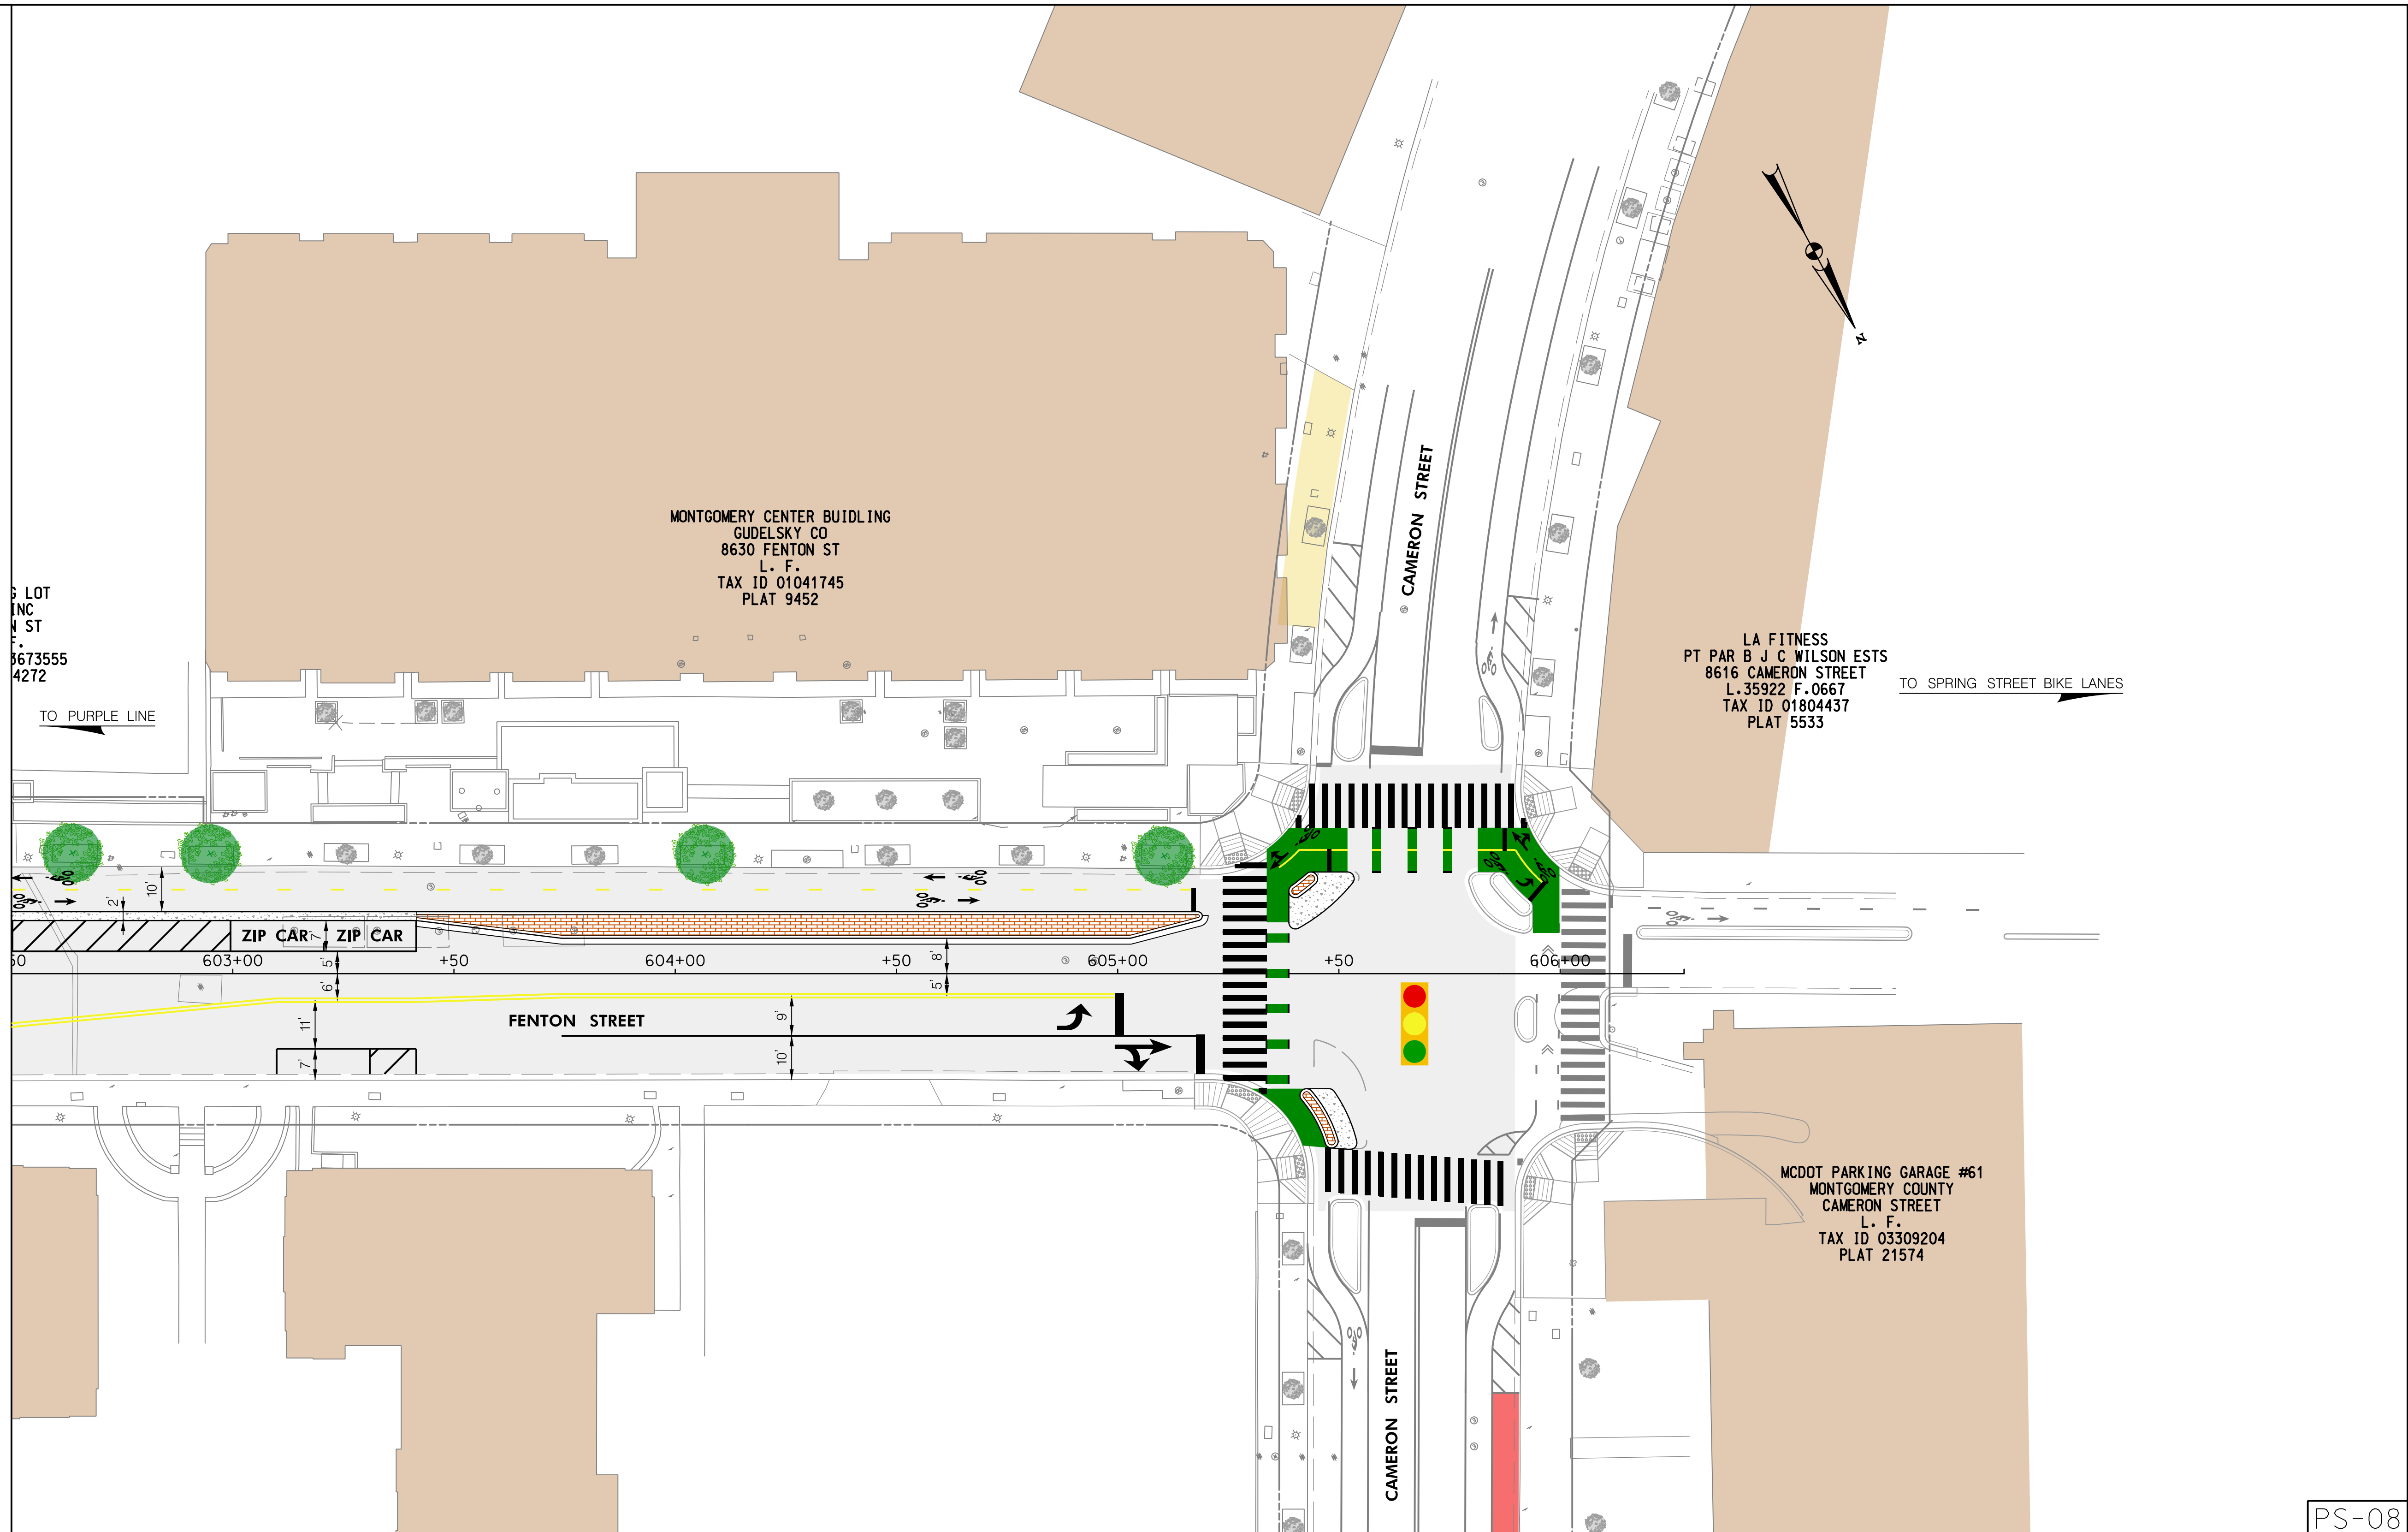 MONTGOMERY CENTER BUIDLING
GUDELSKY CO
8630 FENTON ST
L. F.
TAX ID 01041745
PLAT 9452
LOT
INC
ST
F.
3673555
4272
TO PURPLE LINE
CAMERON STREET
N
LA FITNESS
PT PAR B J C WILSON ESTS
8616 CAMERON STREET
L.35922 F.0667
TAX ID 01804437
PLAT 5533
TO SPRING STREET BIKE LANES
10'
2'
ZIP CAR
7'
ZIP CAR
50
603+00
+50
604+00
+50
605+00
+50
606+00
5'
6'
8'
5'
11'
7'
9'
10'
FENTON STREET
MCDOT PARKING GARAGE #61
MONTGOMERY COUNTY
CAMERON STREET
L. F.
TAX ID 03309204
PLAT 21574
CAMERON STREET
PS-08